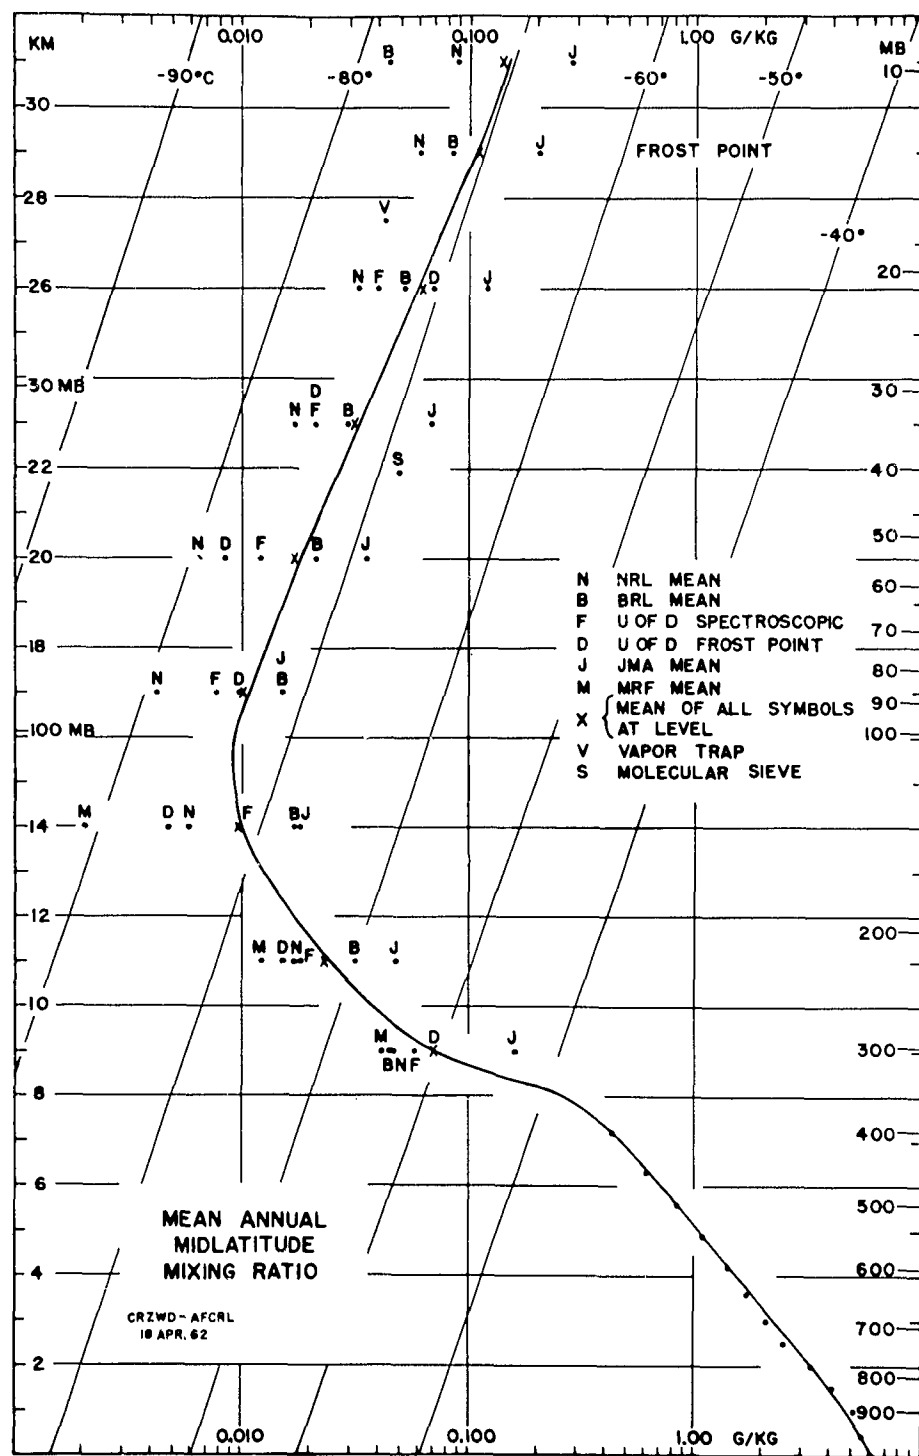 KM 0.010 0.100 1.00 G/KG MB
B N J
-90°C -80° -60° -50° 10
30
N B J FROST POINT
28
V
-40°
N F B D J 20
26
30 MB D 30
N F B J
22 S 40
N D F B J 50
20
N NRL MEAN 60
B BRL MEAN
F U OF D SPECTROSCOPIC
D U OF D FROST POINT 70
18 J
J JMA MEAN 80
N F D B
M MRF MEAN
X { MEAN OF ALL SYMBOLS AT LEVEL 90
100 MB 100
V VAPOR TRAP
S MOLECULAR SIEVE
M D N F B J
14
12 200
M D N F B J
10
M D J 300
B N F
8
400
6
500
MEAN ANNUAL
MIDLATITUDE
MIXING RATIO
4 600
CRZWD-AFCRL
18 APR. 62
700
2 800
900
0.010 0.100 1.00 G/KG